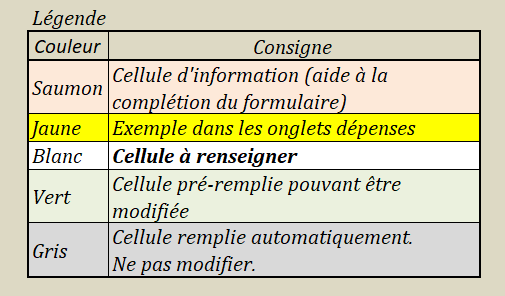 Légende
Couleur Consigne
Saumon Cellule d'information (aide à la
complétion du formulaire)
Jaune Exemple dans les onglets dépenses
Blanc Cellule à renseigner
Vert Cellule pré-remplie pouvant être
modifiée
Gris Cellule remplie automatiquement.
Ne pas modifier.